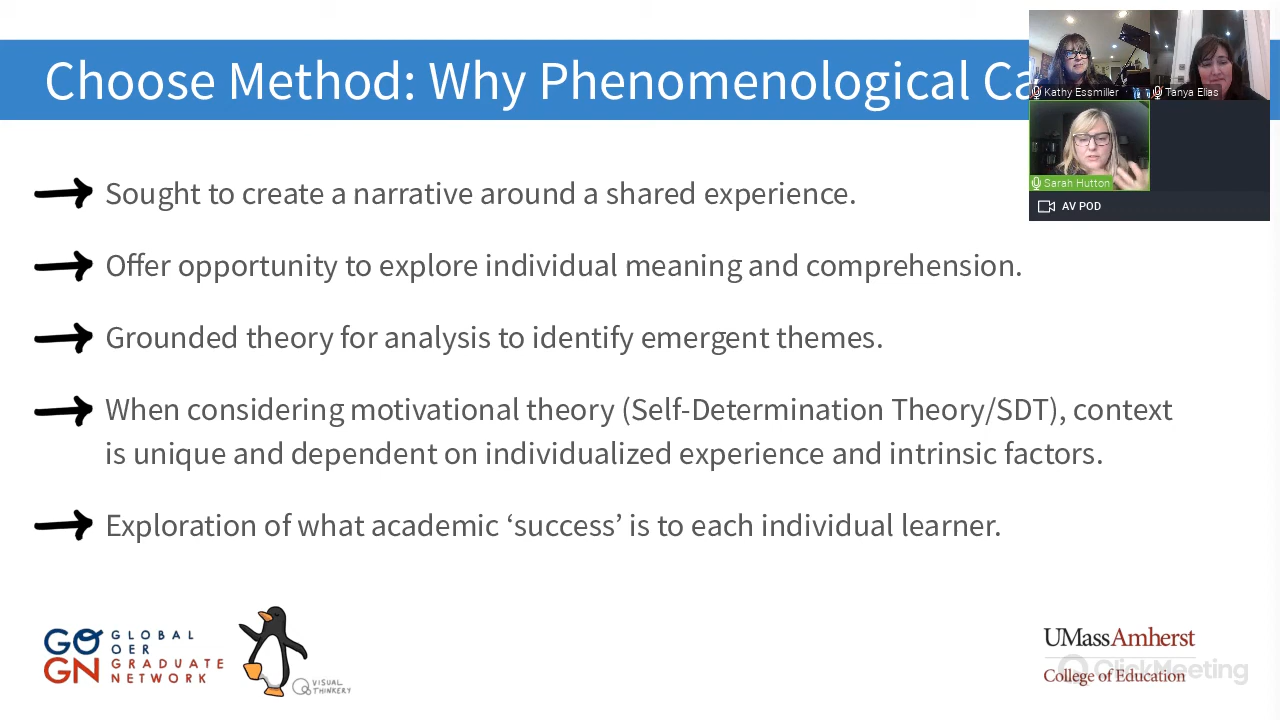 Choose Method: Why Phenomenological Ca
Kathy Essmiller
Tanya Elias
Sarah Hutton
AV POD
Sought to create a narrative around a shared experience.
Offer opportunity to explore individual meaning and comprehension.
Grounded theory for analysis to identify emergent themes.
When considering motivational theory (Self-Determination Theory/SDT), context
is unique and dependent on individualized experience and intrinsic factors.
Exploration of what academic ‘success’ is to each individual learner.
GO
GN
GLOBAL
OER
GRADUATE
NETWORK
VISUAL
THINKERY
UMassAmherst
College of Education
ClickMeeting